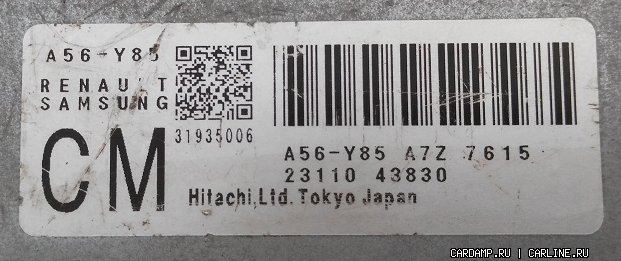 A56-Y85
RENAULT
SAMSUNG
31935006
CM
A56-Y85 A7Z 7615
23110 43830
Hitachi,Ltd.Tokyo Japan
CARDAMP.RU | CARLINE.RU